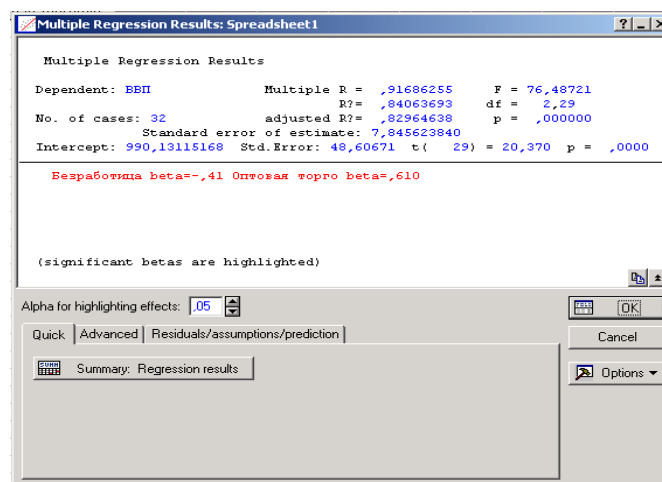 Multiple Regression Results: Spreadsheet1
Multiple Regression Results
Dependent: ВВП Multiple R = ,91686255 F = 76,48721
R?= ,84063693 df = 2,29
No. of cases: 32 adjusted R?= ,82964638 p = ,000000
Standard error of estimate: 7,845623840
Intercept: 990,13115168 Std.Error: 48,60671 t( 29) = 20,370 p = ,0000
Безработица beta=-,41 Оптовая торго beta=,610
(significant betas are highlighted)
Alpha for highlighting effects: ,05
OK
Quick Advanced Residuals/assumptions/prediction
Cancel
Summary: Regression results
Options